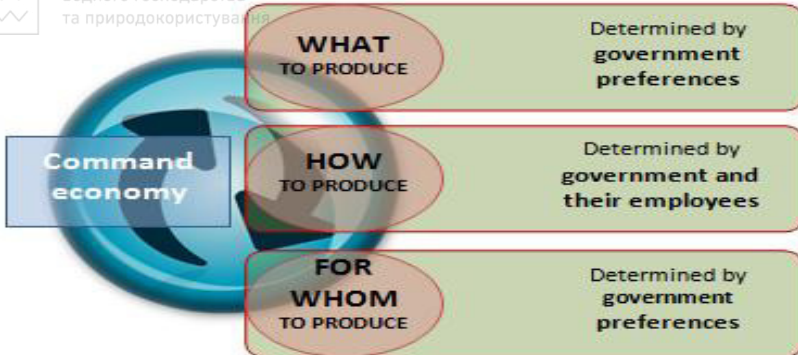 та природокористування
WHAT
TO PRODUCE
Determined by
government
preferences
Command
economy
HOW
TO PRODUCE
Determined by
government and
their employees
FOR
WHOM
TO PRODUCE
Determined by
government
preferences